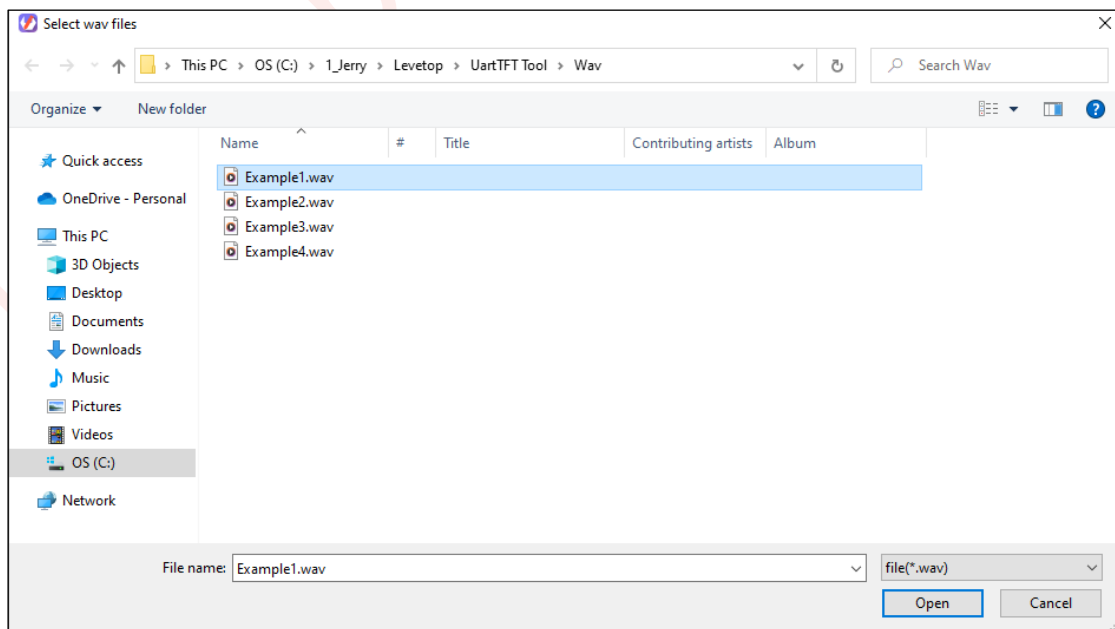 Select wav files
This PC > OS (C:) > 1_Jerry > Levetop > UartTFT Tool > Wav
Search Wav
Organize
New folder
Name # Title Contributing artists Album
Quick access
OneDrive - Personal
This PC
3D Objects
Desktop
Documents
Downloads
Music
Pictures
Videos
OS (C:)
Network
Example1.wav
Example2.wav
Example3.wav
Example4.wav
File name: Example1.wav
file(*.wav)
Open Cancel